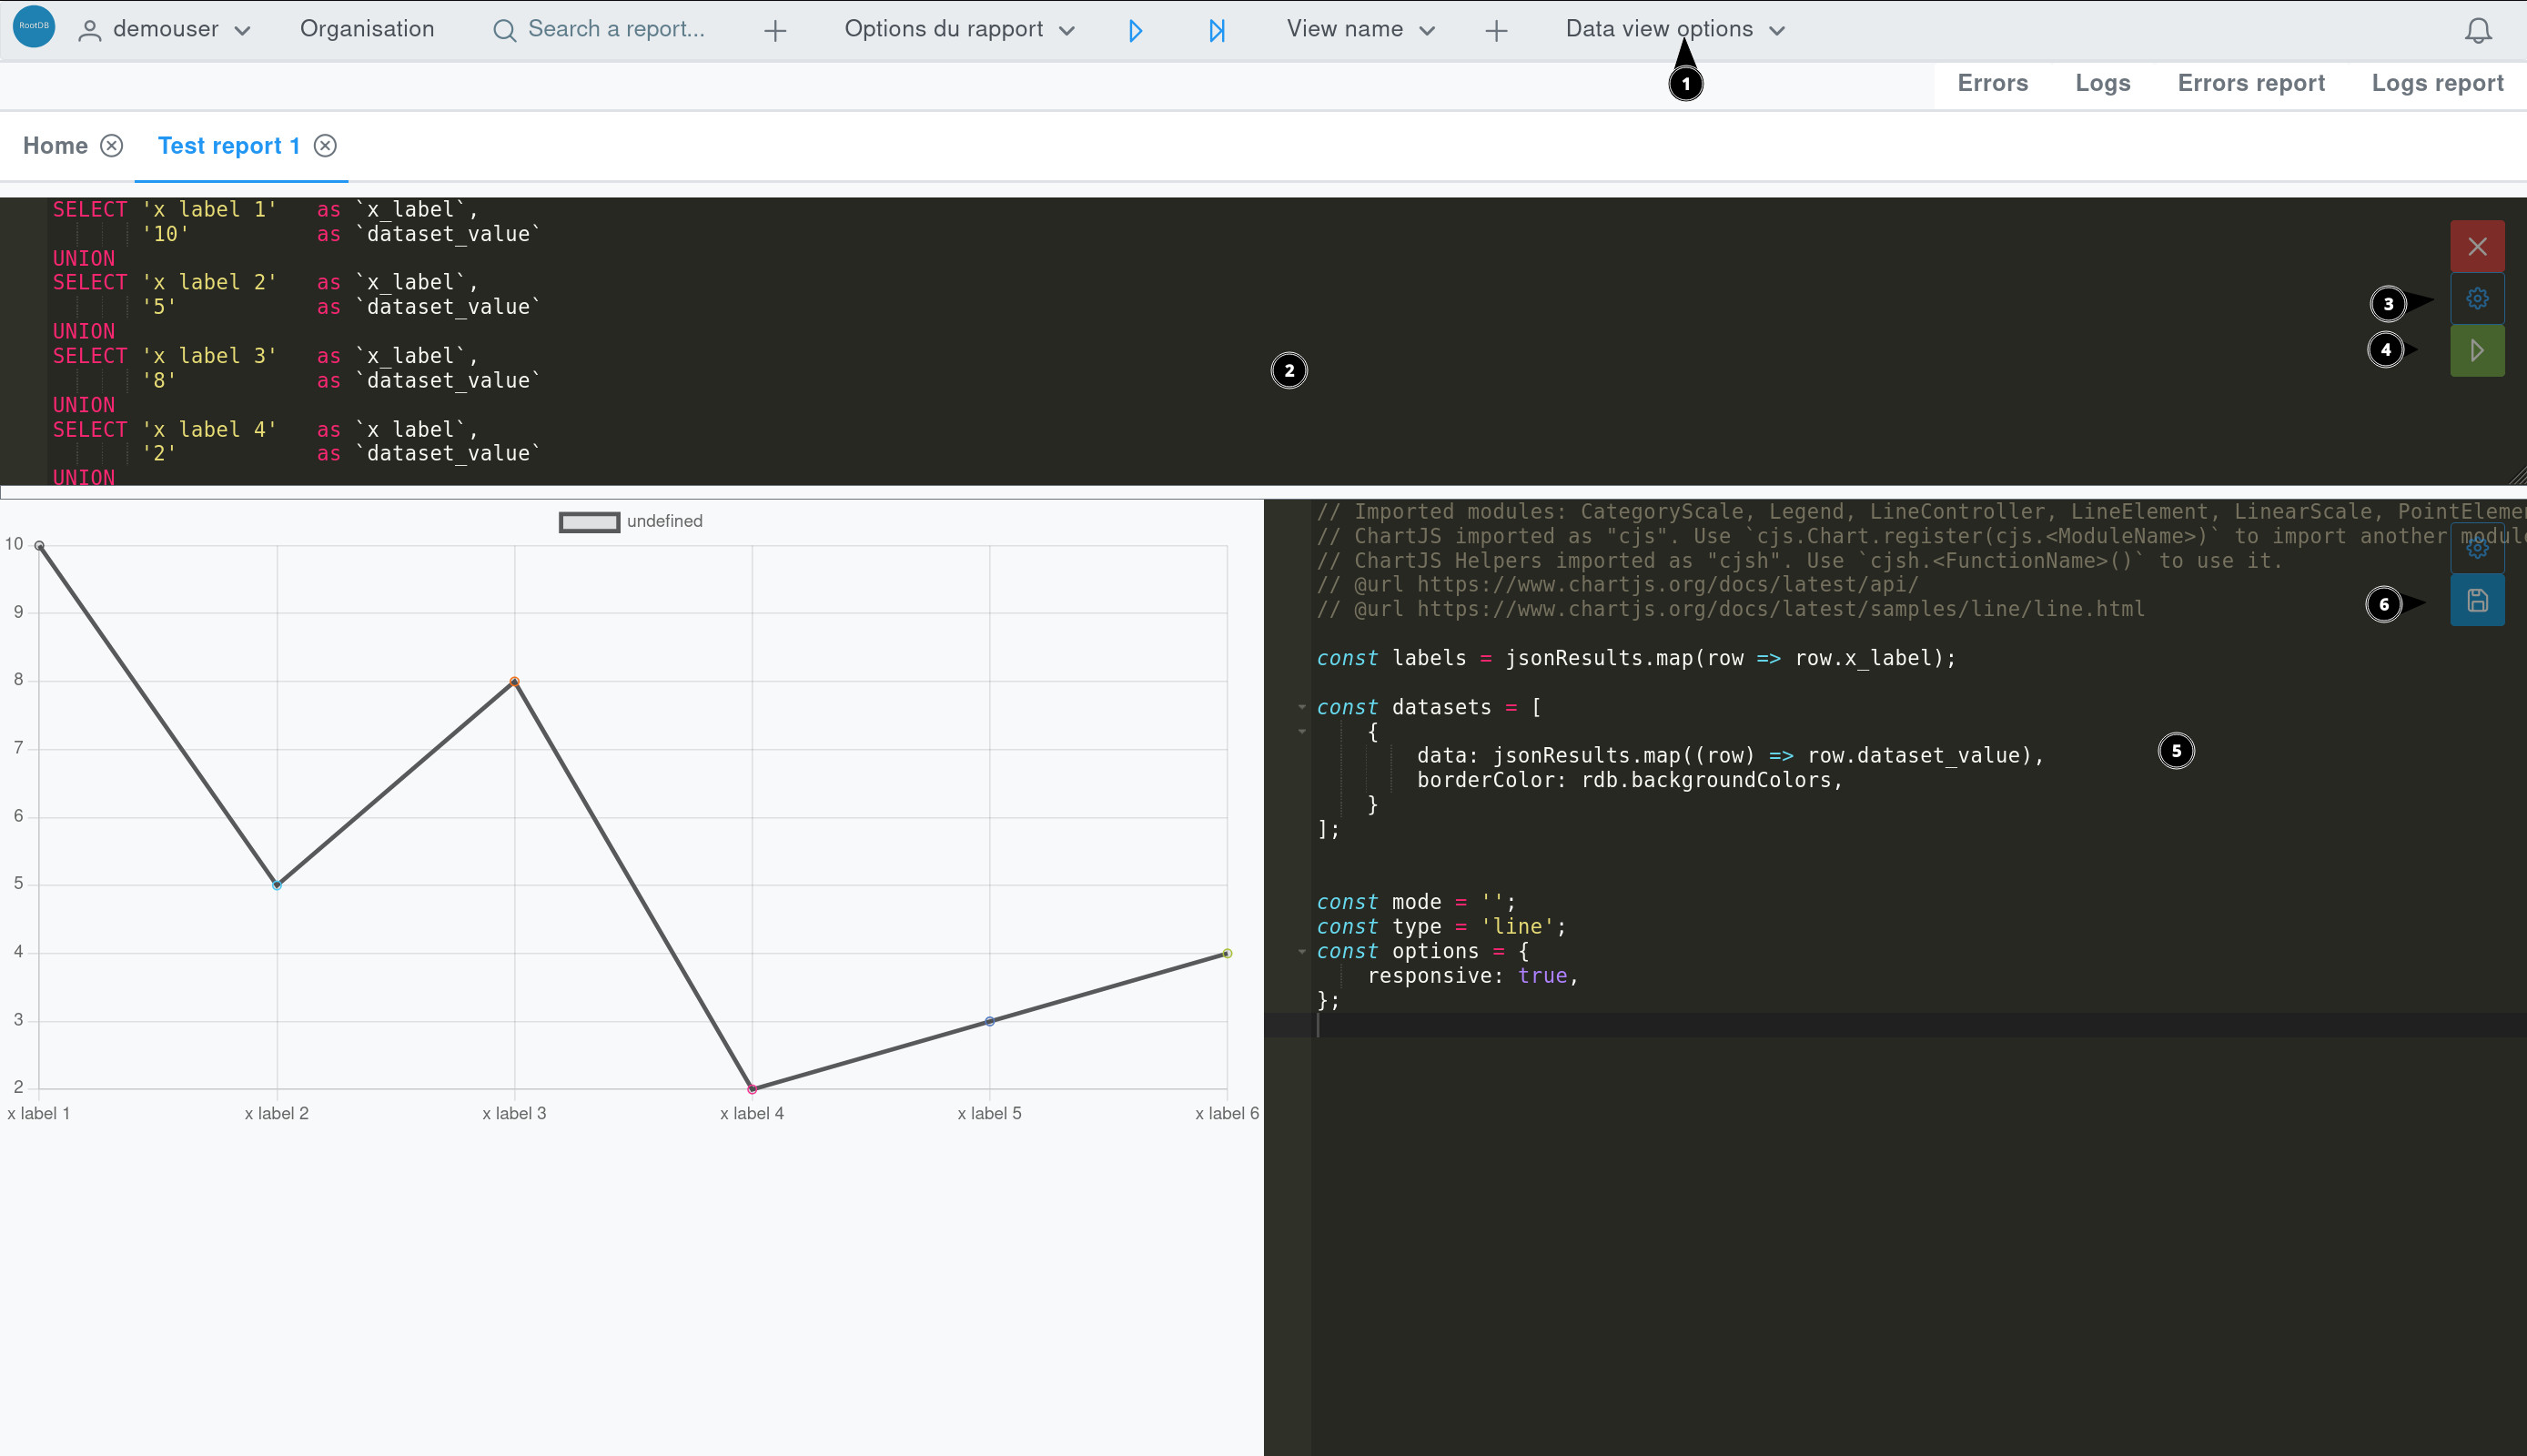 RootDB demouser Organisation Search a report... Options du rapport View name Data view options
1
Errors Logs Errors report Logs report
Home Test report 1
SELECT 'x label 1' as `x_label`,
'10' as `dataset_value`
UNION
SELECT 'x label 2' as `x_label`,
'5' as `dataset_value`
UNION
SELECT 'x label 3' as `x_label`,
'8' as `dataset_value`
UNION
SELECT 'x label 4' as `x label`,
'2' as `dataset_value`
UNION
2
3
4
undefined
10
9
8
7
6
5
4
3
2
x label 1 x label 2 x label 3 x label 4 x label 5 x label 6
// Imported modules: CategoryScale, Legend, LineController, LineElement, LinearScale, PointElemen
// ChartJS imported as "cjs". Use `cjs.Chart.register(cjs.<ModuleName>)` to import another module
// ChartJS Helpers imported as "cjsh". Use `cjsh.<FunctionName>()` to use it.
// @url https://www.chartjs.org/docs/latest/api/
// @url https://www.chartjs.org/docs/latest/samples/line/line.html
6
const labels = jsonResults.map(row => row.x_label);
const datasets = [
{
data: jsonResults.map((row) => row.dataset_value),
borderColor: rdb.backgroundColors,
}
];
5
const mode = '';
const type = 'line';
const options = {
responsive: true,
};